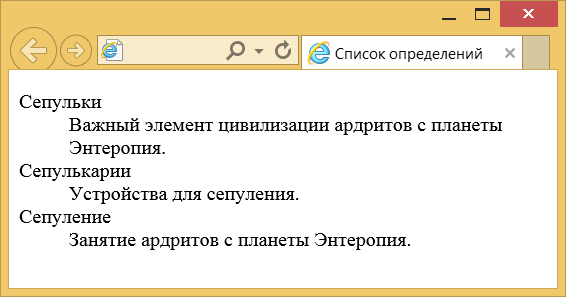 Список определений
Сепульки
Важный элемент цивилизации ардритов с планеты
Энтеропия.
Сепулькарии
Устройства для сепуления.
Сепуление
Занятие ардритов с планеты Энтеропия.